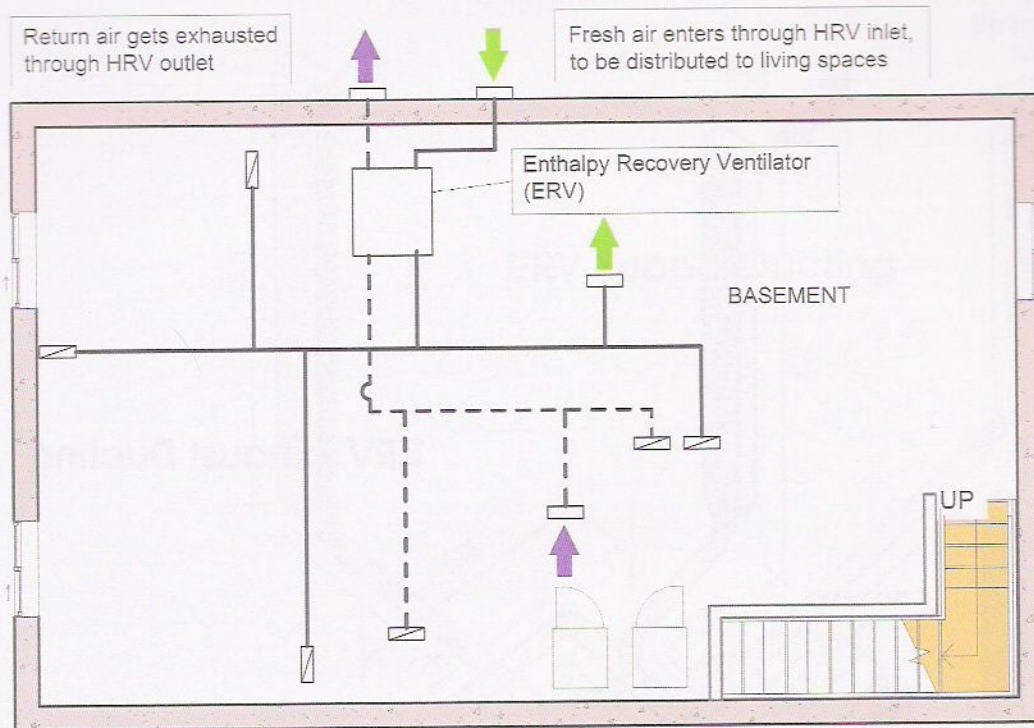 Return air gets exhausted
through HRV outlet
Fresh air enters through HRV inlet,
to be distributed to living spaces
Enthalpy Recovery Ventilator
(ERV)
BASEMENT
UP